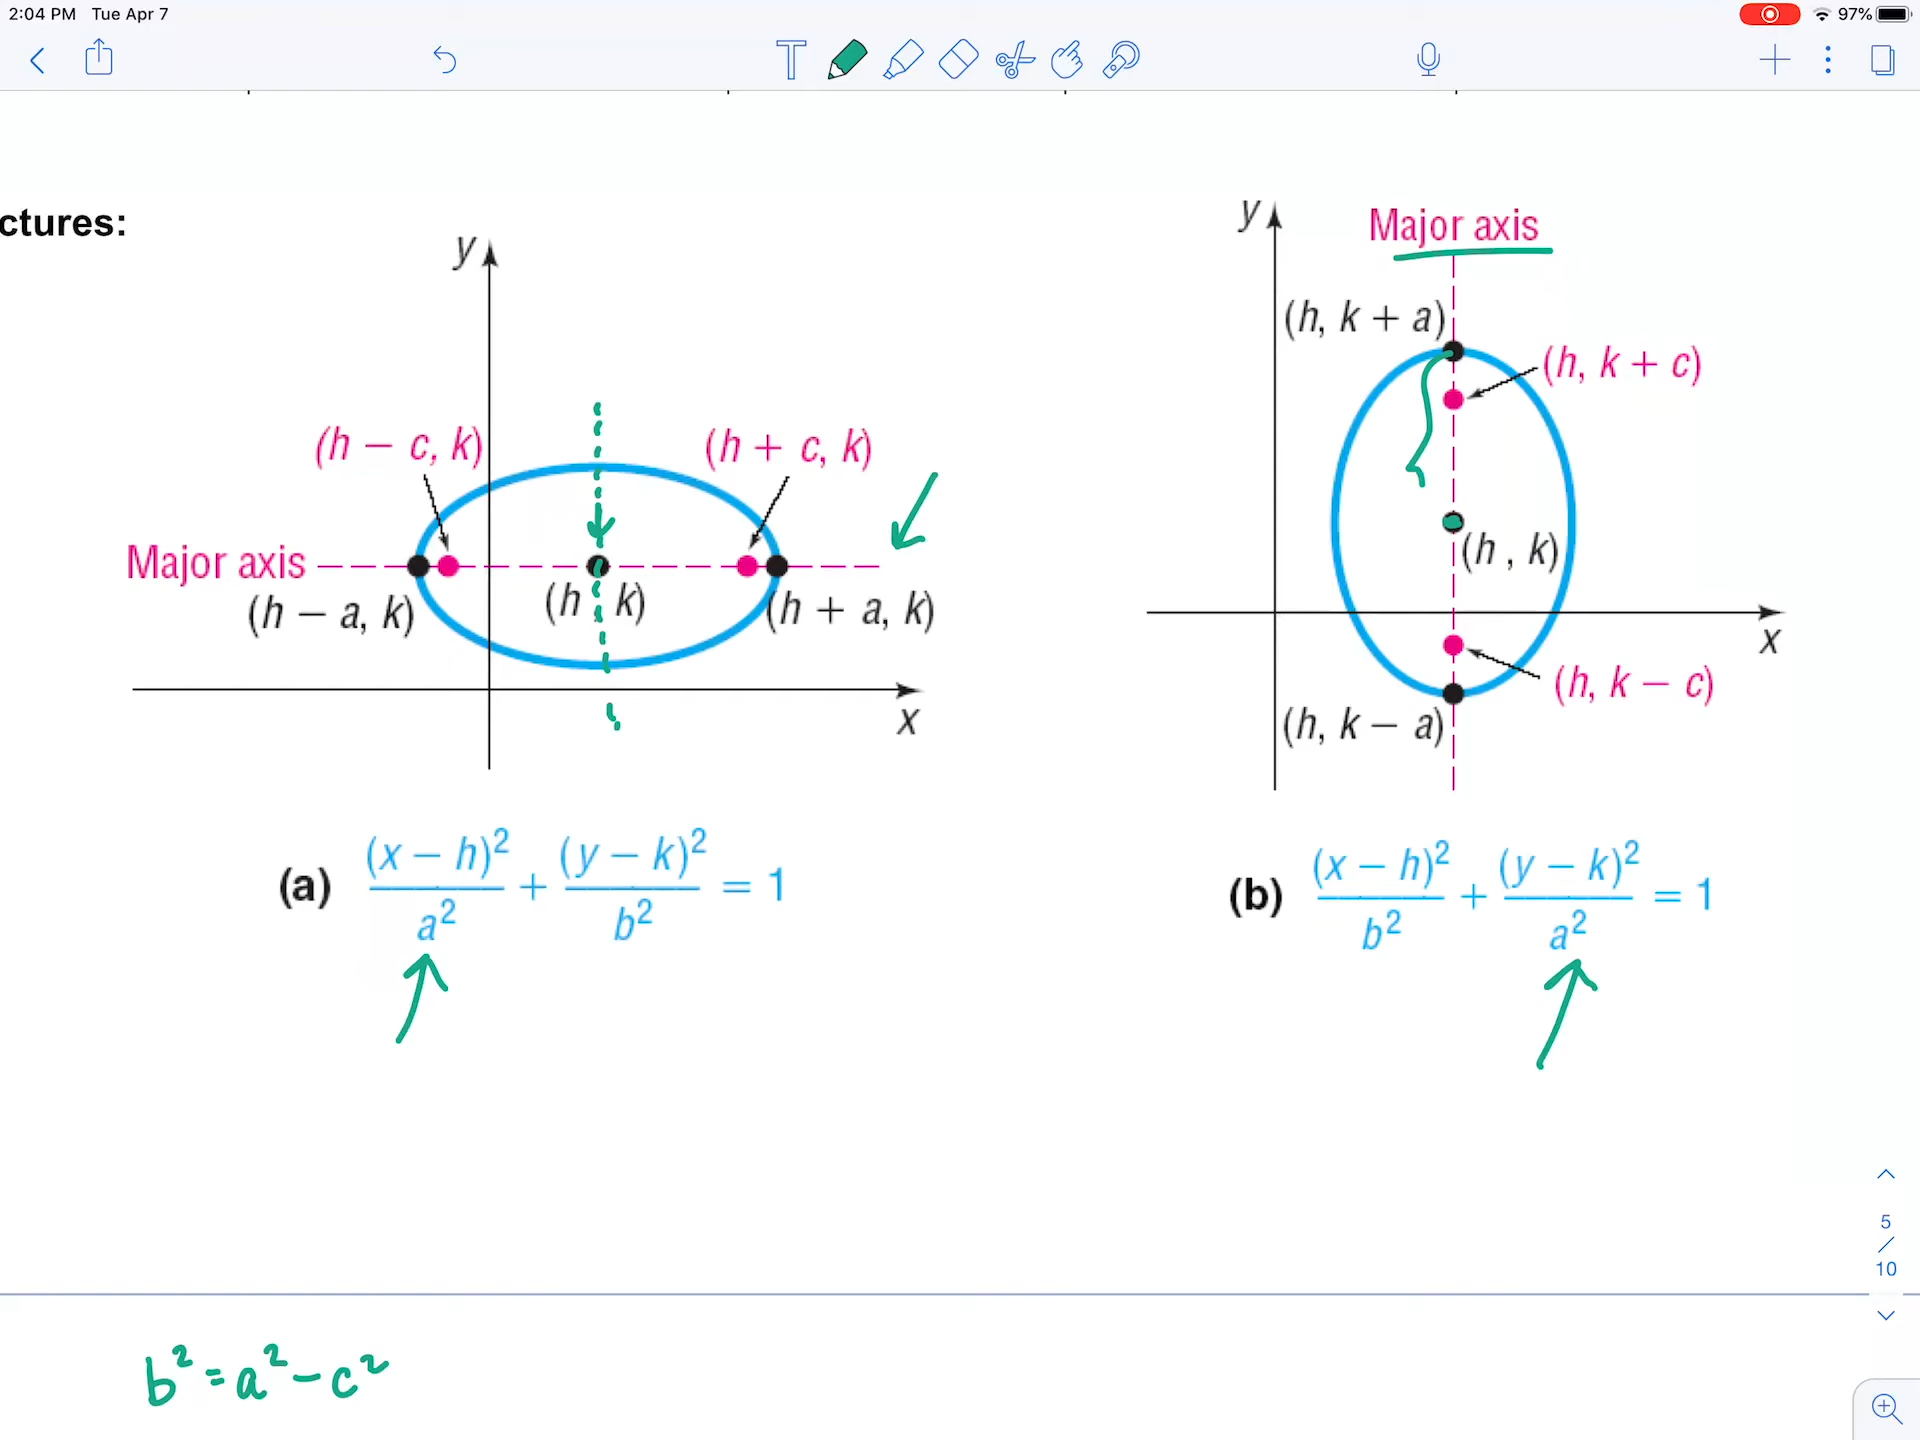 2:04 PM Tue Apr 7 97%
T
ctures:
y
(h − c, k)
(h + c, k)
Major axis
(h − a, k)
(h k)
(h + a, k)
x
(a) (x − h)²/a² + (y − k)²/b² = 1
y
Major axis
(h, k + a)
(h, k + c)
(h , k)
x
(h, k − c)
(h, k − a)
(b) (x − h)²/b² + (y − k)²/a² = 1
5
/
10
b² = a² − c²